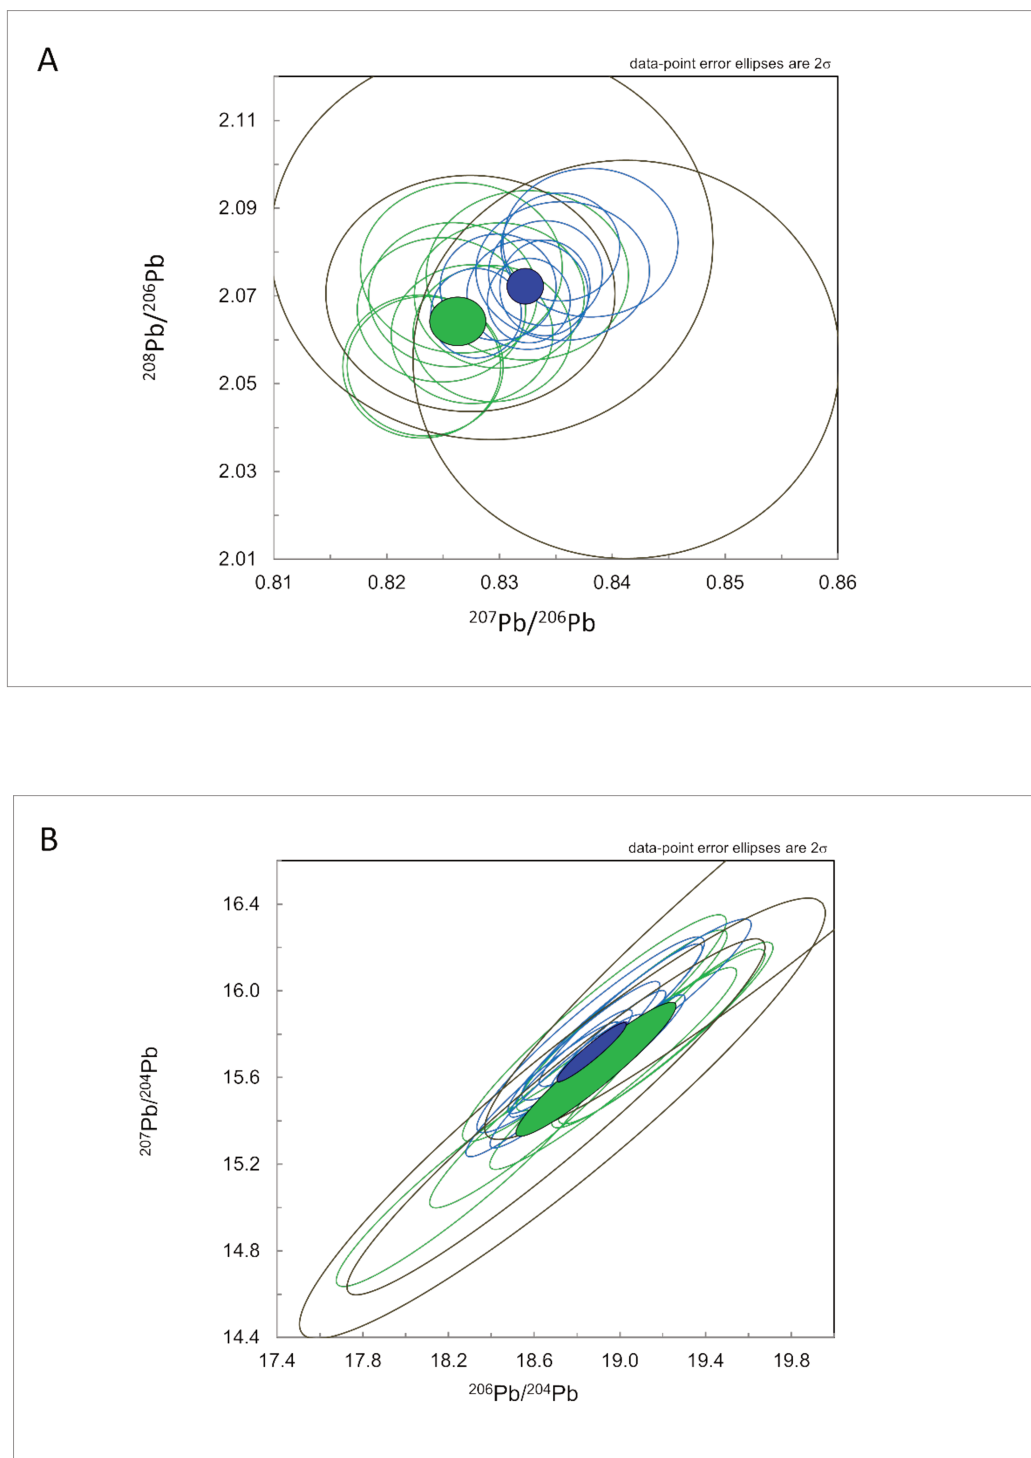 A
data-point error ellipses are 2σ
2.11
2.09
2.07
2.05
2.03
2.01
²⁰⁸Pb/²⁰⁶Pb
0.81 0.82 0.83 0.84 0.85 0.86
²⁰⁷Pb/²⁰⁶Pb
B
data-point error ellipses are 2σ
16.4
16.0
15.6
15.2
14.8
14.4
²⁰⁷Pb/²⁰⁴Pb
17.4 17.8 18.2 18.6 19.0 19.4 19.8
²⁰⁶Pb/²⁰⁴Pb